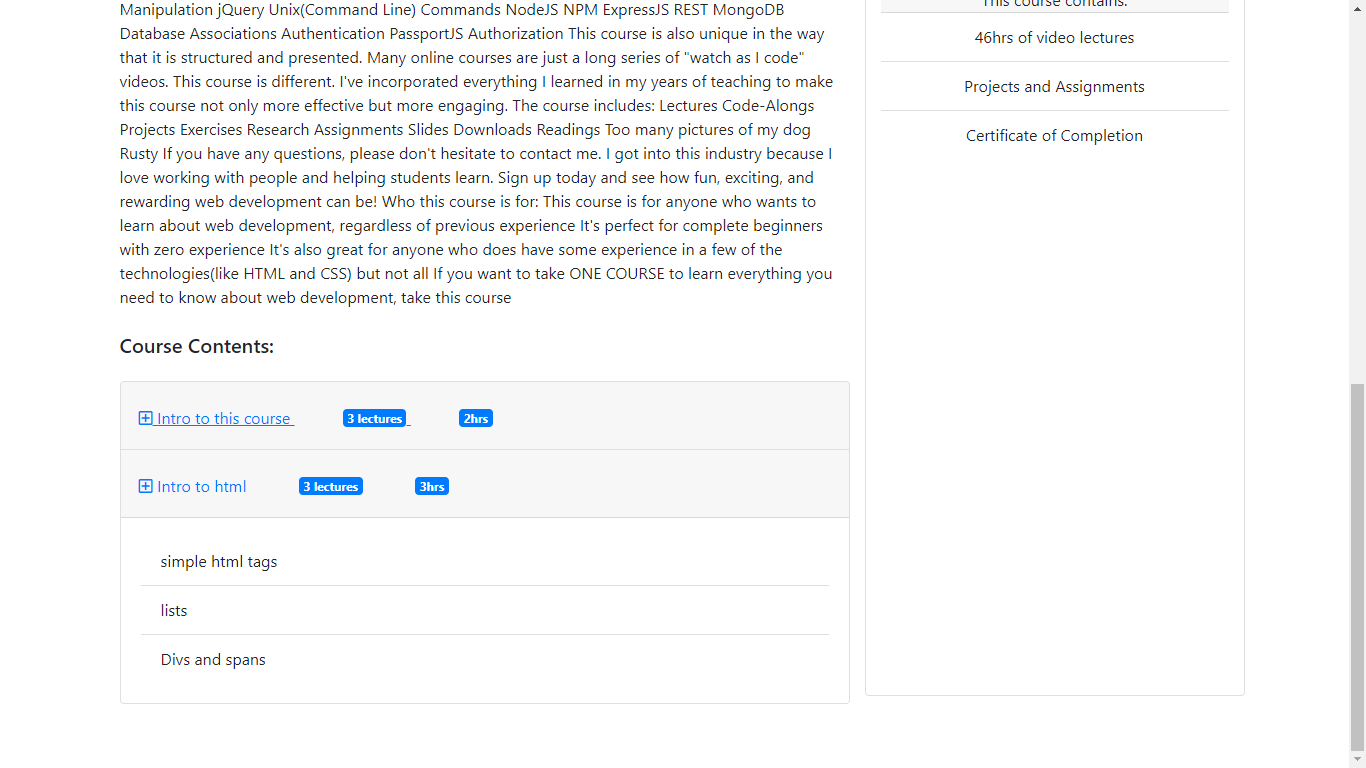 Manipulation jQuery Unix(Command Line) Commands NodeJS NPM ExpressJS REST MongoDB
Database Associations Authentication PassportJS Authorization This course is also unique in the way
that it is structured and presented. Many online courses are just a long series of "watch as I code"
videos. This course is different. I've incorporated everything I learned in my years of teaching to make
this course not only more effective but more engaging. The course includes: Lectures Code-Alongs
Projects Exercises Research Assignments Slides Downloads Readings Too many pictures of my dog
Rusty If you have any questions, please don't hesitate to contact me. I got into this industry because I
love working with people and helping students learn. Sign up today and see how fun, exciting, and
rewarding web development can be! Who this course is for: This course is for anyone who wants to
learn about web development, regardless of previous experience It's perfect for complete beginners
with zero experience It's also great for anyone who does have some experience in a few of the
technologies(like HTML and CSS) but not all If you want to take ONE COURSE to learn everything you
need to know about web development, take this course
Course Contents:
Intro to this course 3 lectures 2hrs
Intro to html 3 lectures 3hrs
simple html tags
lists
Divs and spans
This course contains:
46hrs of video lectures
Projects and Assignments
Certificate of Completion